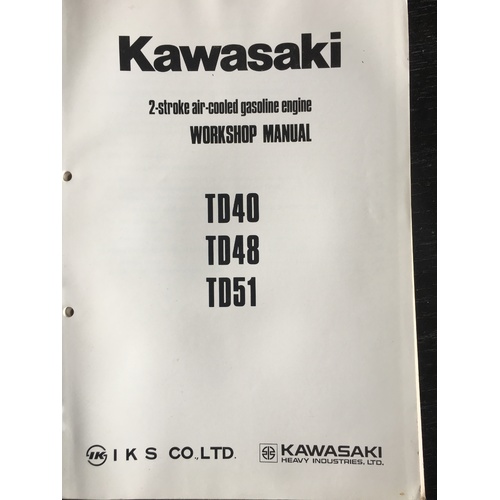 Kawasaki
2-stroke air-cooled gasoline engine
WORKSHOP MANUAL
TD40
TD48
TD51
IK IKS CO.,LTD. KAWASAKI
HEAVY INDUSTRIES, LTD.